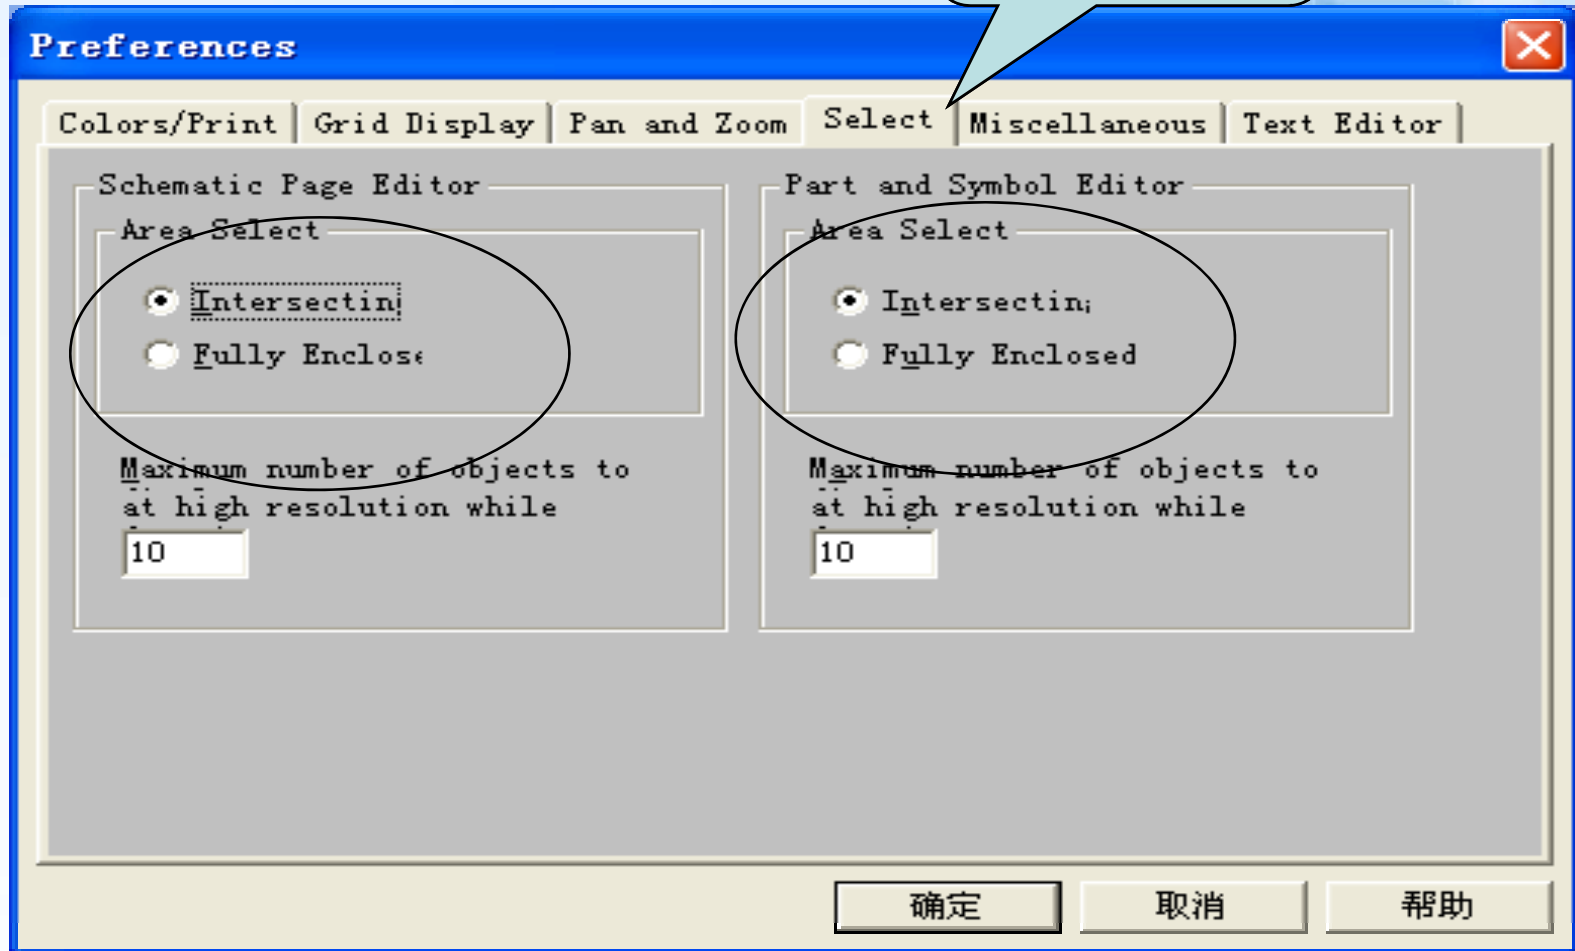 Preferences
Colors/Print Grid Display Pan and Zoom Select Miscellaneous Text Editor
Schematic Page Editor
Area Select
Intersectin
Fully Enclose
Maximum number of objects to
at high resolution while
10
Part and Symbol Editor
Area Select
Intersectin
Fully Enclosed
Maximum number of objects to
at high resolution while
10
确定 取消 帮助